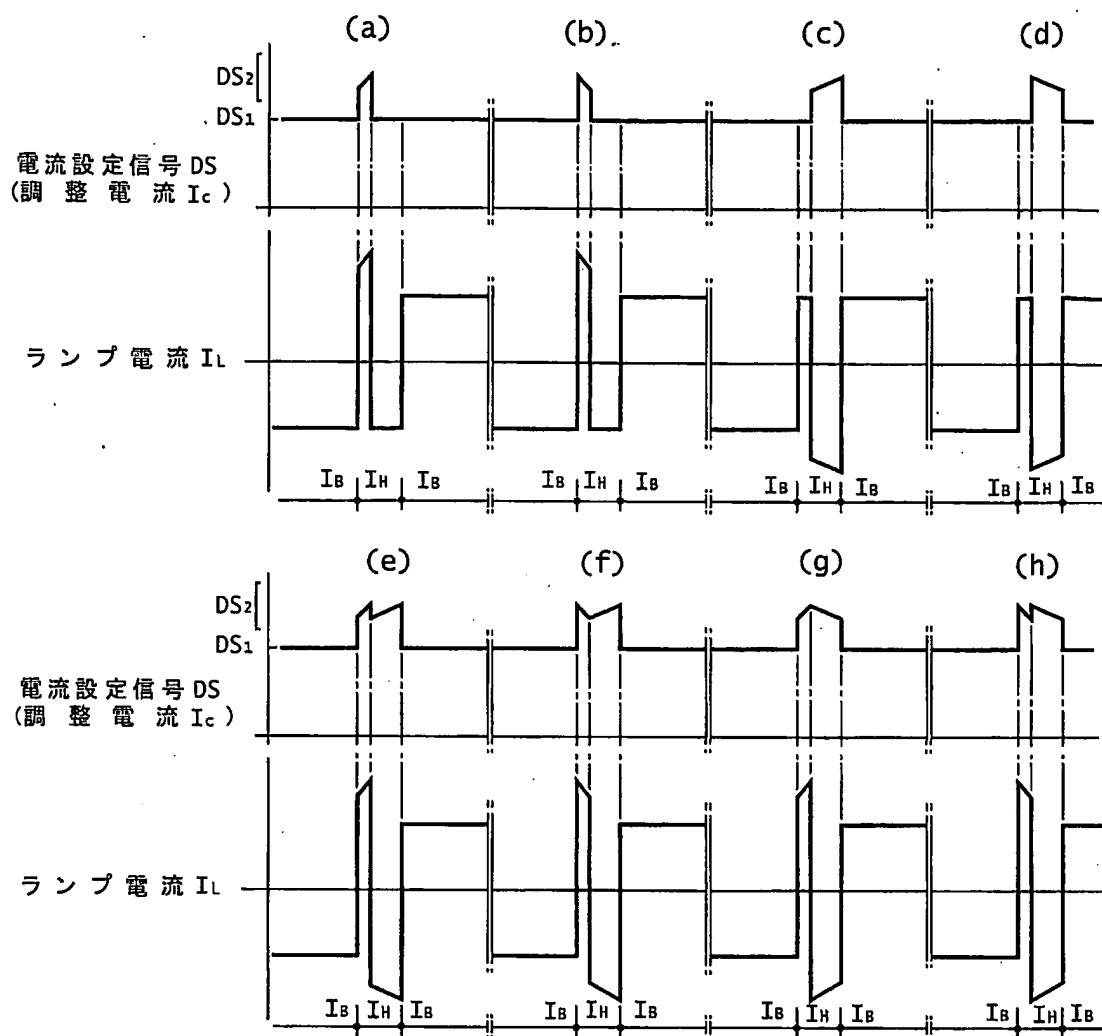 (a) (b) (c) (d)
DS2
DS1
電流設定信号 DS
(調整電流 Ic)
ランプ電流 IL
IB IH IB IB IH IB IB IH IB IB IH IB
(e) (f) (g) (h)
DS2
DS1
電流設定信号 DS
(調整電流 Ic)
ランプ電流 IL
IB IH IB IB IH IB IB IH IB IB IH IB